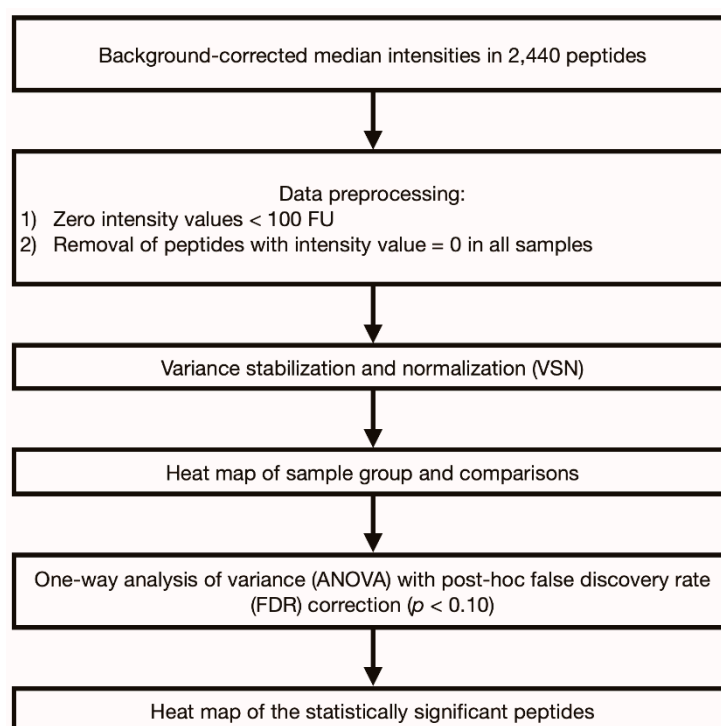 Background-corrected median intensities in 2,440 peptides
Data preprocessing:
1) Zero intensity values < 100 FU
2) Removal of peptides with intensity value = 0 in all samples
Variance stabilization and normalization (VSN)
Heat map of sample group and comparisons
One-way analysis of variance (ANOVA) with post-hoc false discovery rate
(FDR) correction (p < 0.10)
Heat map of the statistically significant peptides